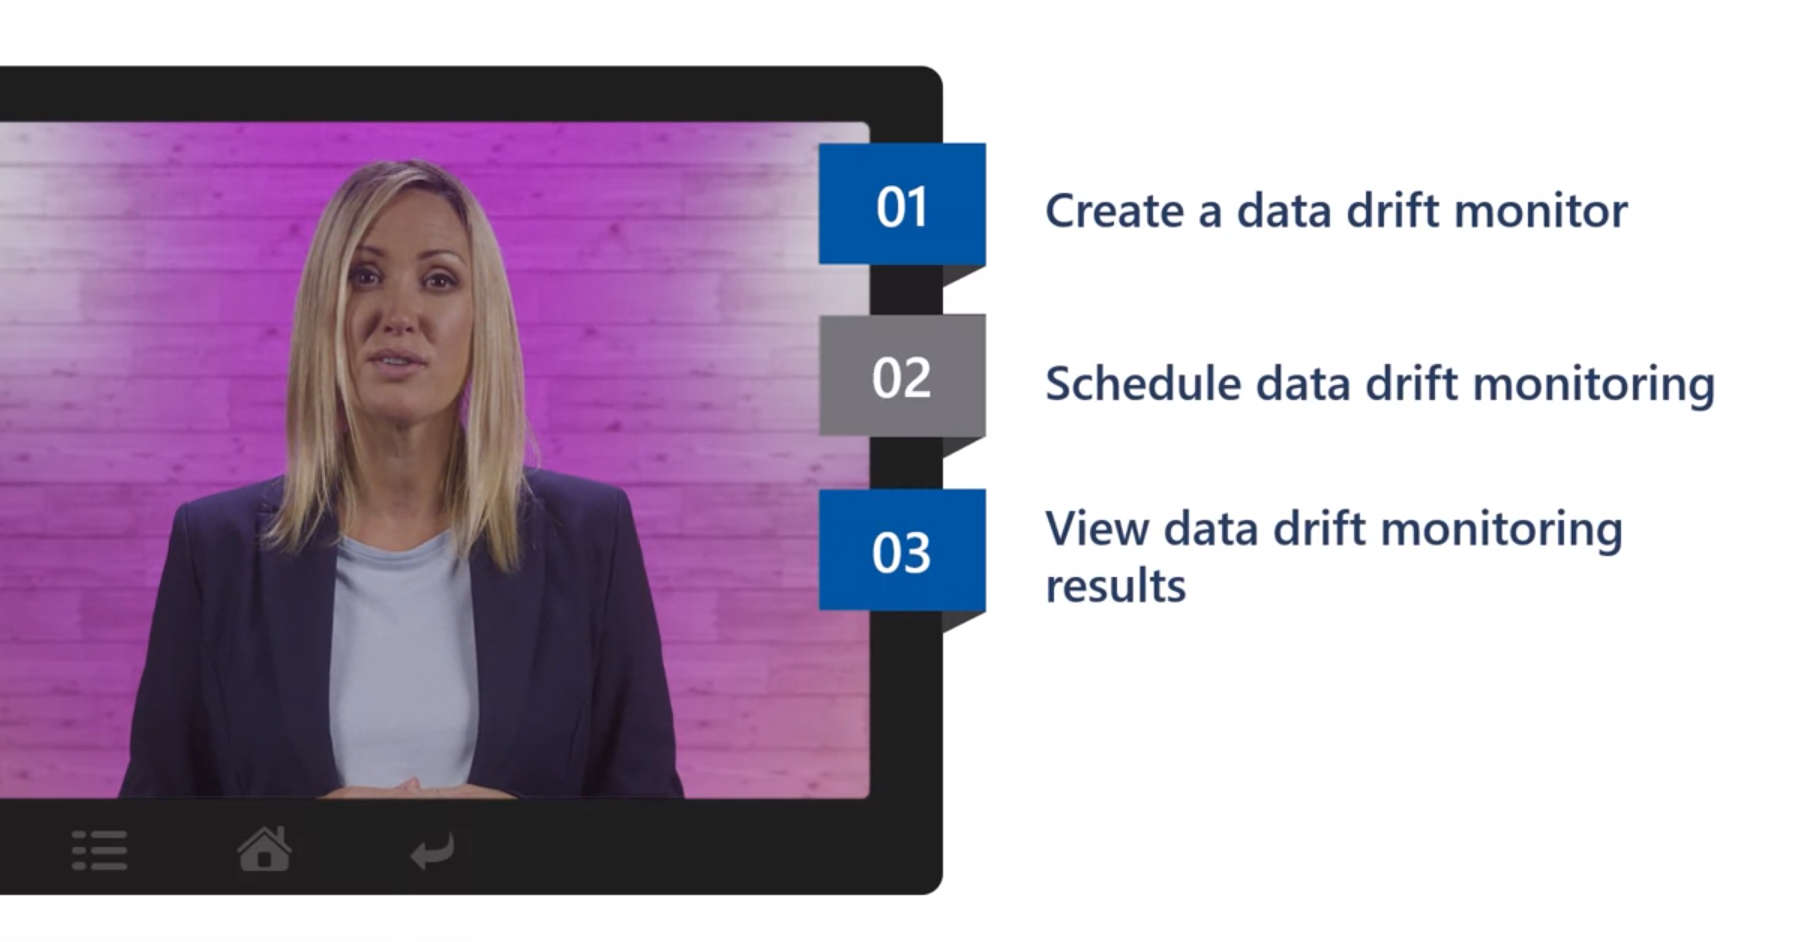 01
Create a data drift monitor
02
Schedule data drift monitoring
03
View data drift monitoring
results